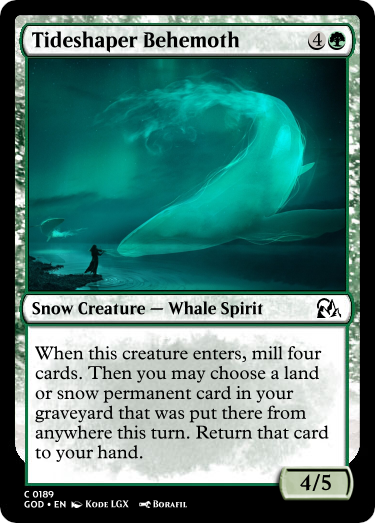 Tideshaper Behemoth 4
Snow Creature — Whale Spirit
When this creature enters, mill four
cards. Then you may choose a land
or snow permanent card in your
graveyard that was put there from
anywhere this turn. Return that card
to your hand.
4/5
C 0189
GOD • EN Kode LGX Borafil